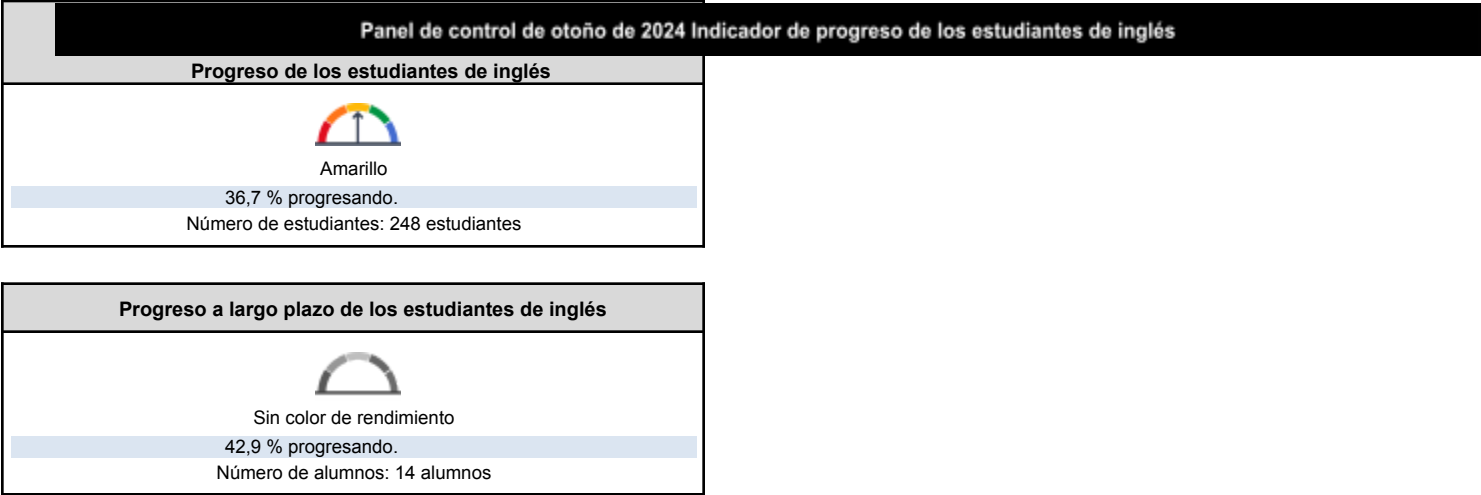 Panel de control de otoño de 2024 Indicador de progreso de los estudiantes de inglés
Progreso de los estudiantes de inglés
Amarillo
36,7 % progresando.
Número de estudiantes: 248 estudiantes
Progreso a largo plazo de los estudiantes de inglés
Sin color de rendimiento
42,9 % progresando.
Número de alumnos: 14 alumnos